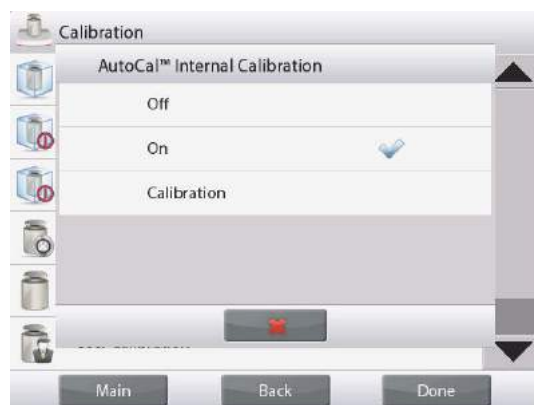 Calibration
AutoCal™ Internal Calibration
Off
On
Calibration
Main
Back
Done